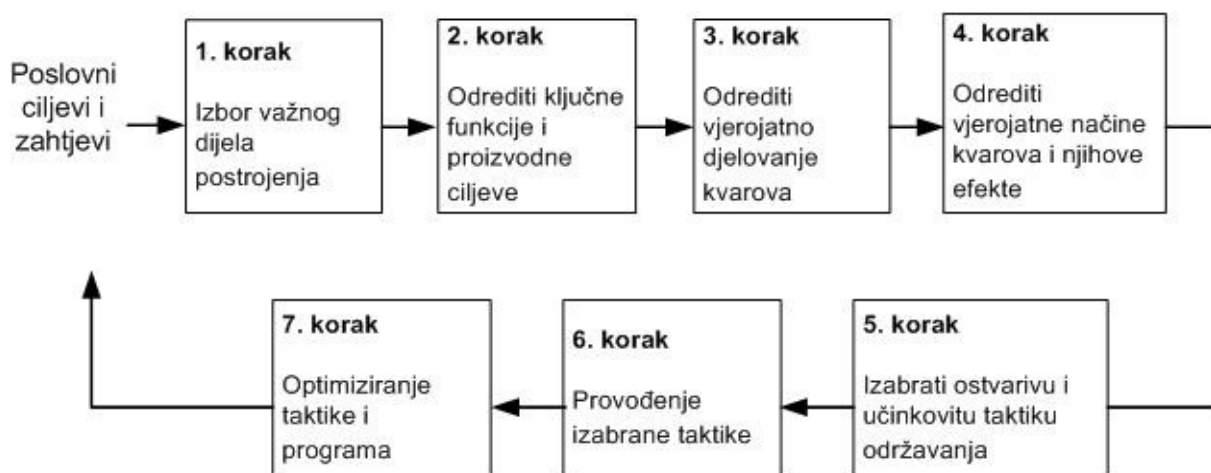 Poslovni
ciljevi i
zahtjevi
1. korak
Izbor važnog
dijela
postrojenja
2. korak
Odrediti ključne
funkcije i
proizvodne
ciljeve
3. korak
Odrediti
vjerojatno
djelovanje
kvarova
4. korak
Odrediti
vjerojatne načine
kvarova i njihove
efekte
5. korak
Izabrati ostvarivu i
učinkovitu taktiku
održavanja
6. korak
Provođenje
izabrane taktike
7. korak
Optimiziranje
taktike i
programa